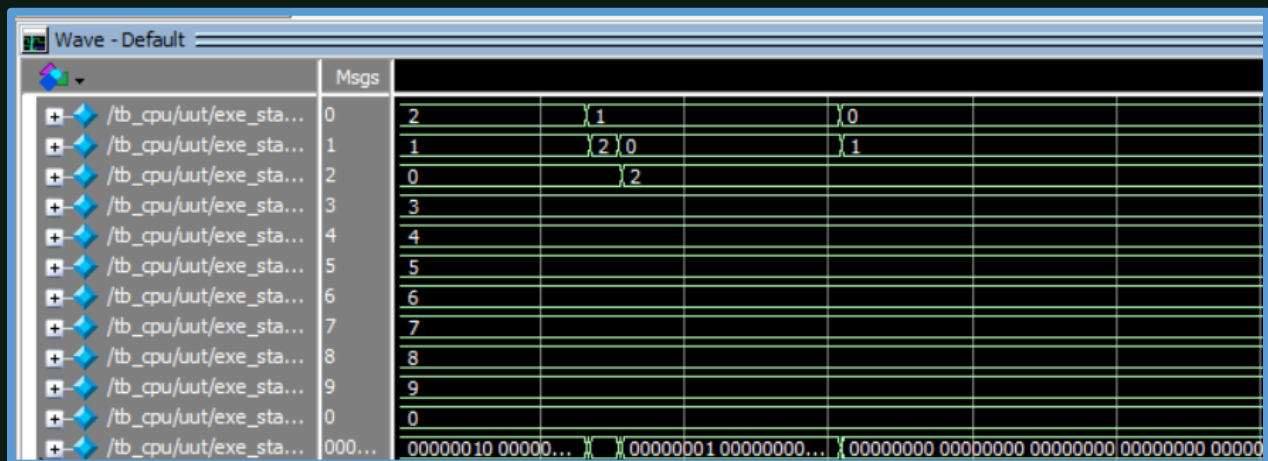 Wave - Default
Msgs
/tb_cpu/uut/exe_sta... 0 2 1 0
/tb_cpu/uut/exe_sta... 1 1 2 0 1
/tb_cpu/uut/exe_sta... 2 0 2
/tb_cpu/uut/exe_sta... 3 3
/tb_cpu/uut/exe_sta... 4 4
/tb_cpu/uut/exe_sta... 5 5
/tb_cpu/uut/exe_sta... 6 6
/tb_cpu/uut/exe_sta... 7 7
/tb_cpu/uut/exe_sta... 8 8
/tb_cpu/uut/exe_sta... 9 9
/tb_cpu/uut/exe_sta... 0 0
/tb_cpu/uut/exe_sta... 000... 00000010 00000... 00000001 00000000... 00000000 00000000 00000000 00000000 00000